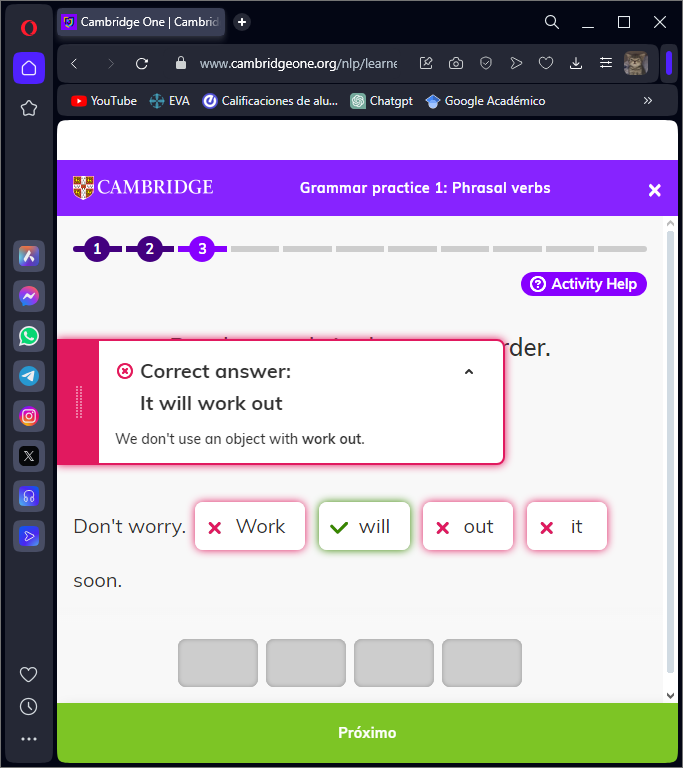 Cambridge One | Cambrid
www.cambridgeone.org/nlp/learne
YouTube
EVA
Calificaciones de alu...
Chatgpt
Google Académico
CAMBRIDGE
Grammar practice 1: Phrasal verbs
1 2 3
Activity Help
rder.
Correct answer:
It will work out
We don't use an object with work out.
Don't worry. Work will out it
soon.
Próximo